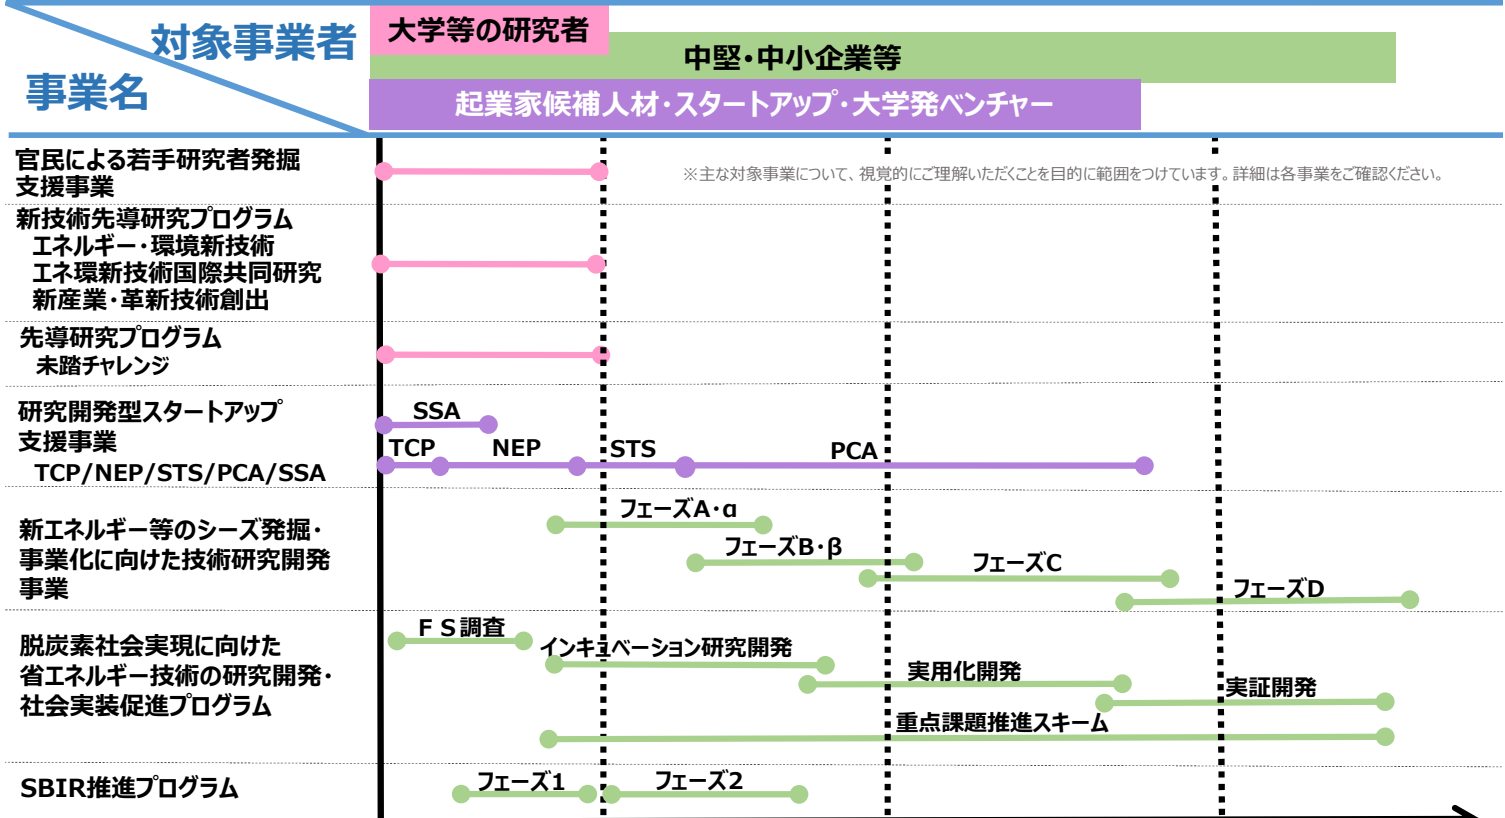 対象事業者
事業名
大学等の研究者
中堅・中小企業等
起業家候補人材・スタートアップ・大学発ベンチャー
官民による若手研究者発掘
支援事業
※主な対象事業について、視覚的にご理解いただくことを目的に範囲をつけています。詳細は各事業をご確認ください。
新技術先導研究プログラム
エネルギー・環境新技術
エネ環新技術国際共同研究
新産業・革新技術創出
先導研究プログラム
未踏チャレンジ
研究開発型スタートアップ
支援事業
TCP/NEP/STS/PCA/SSA
SSA
TCP
NEP
STS
PCA
新エネルギー等のシーズ発掘・
事業化に向けた技術研究開発
事業
フェーズA・α
フェーズB・β
フェーズC
フェーズD
脱炭素社会実現に向けた
省エネルギー技術の研究開発・
社会実装促進プログラム
ＦＳ調査
インキュベーション研究開発
実用化開発
実証開発
重点課題推進スキーム
SBIR推進プログラム
フェーズ1
フェーズ2